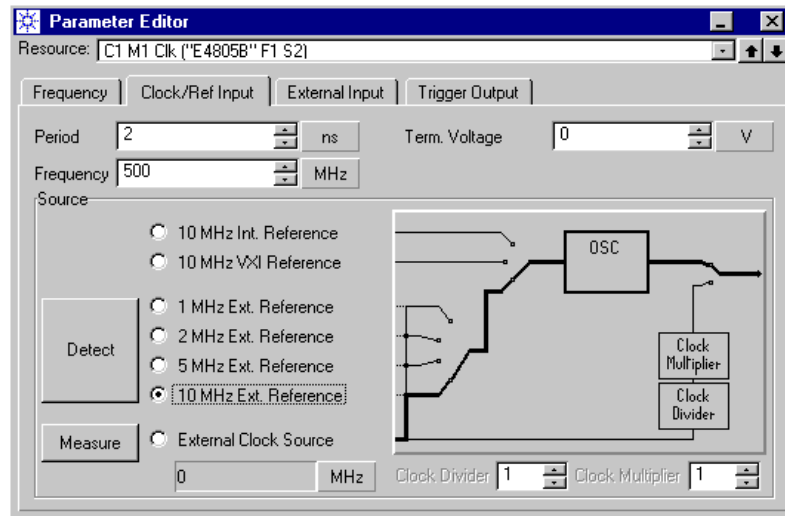 Parameter Editor
Resource: C1 M1 Clk ("E4805B" F1 S2)
Frequency Clock/Ref Input External Input Trigger Output
Period 2 ns Term. Voltage 0 V
Frequency 500 MHz
Source
10 MHz Int. Reference
10 MHz VXI Reference
OSC
1 MHz Ext. Reference
2 MHz Ext. Reference
Detect
5 MHz Ext. Reference
10 MHz Ext. Reference
Clock
Multiplier
Clock
Divider
Measure External Clock Source
0 MHz Clock Divider 1 Clock Multiplier 1